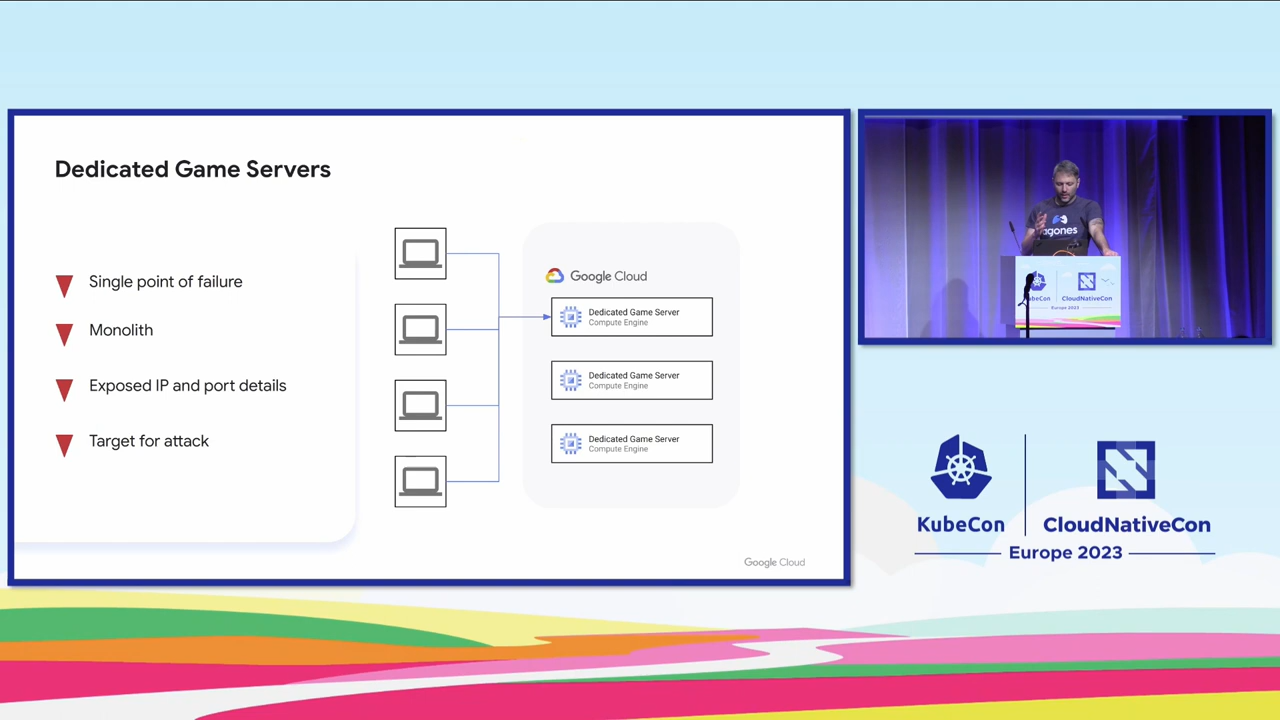 Dedicated Game Servers
Single point of failure
Monolith
Exposed IP and port details
Target for attack
Google Cloud
Dedicated Game Server
Compute Engine
Dedicated Game Server
Compute Engine
Dedicated Game Server
Compute Engine
Google Cloud
agones
KubeCon
CloudNativeCon
Europe 2023
KubeCon
CloudNativeCon
Europe 2023